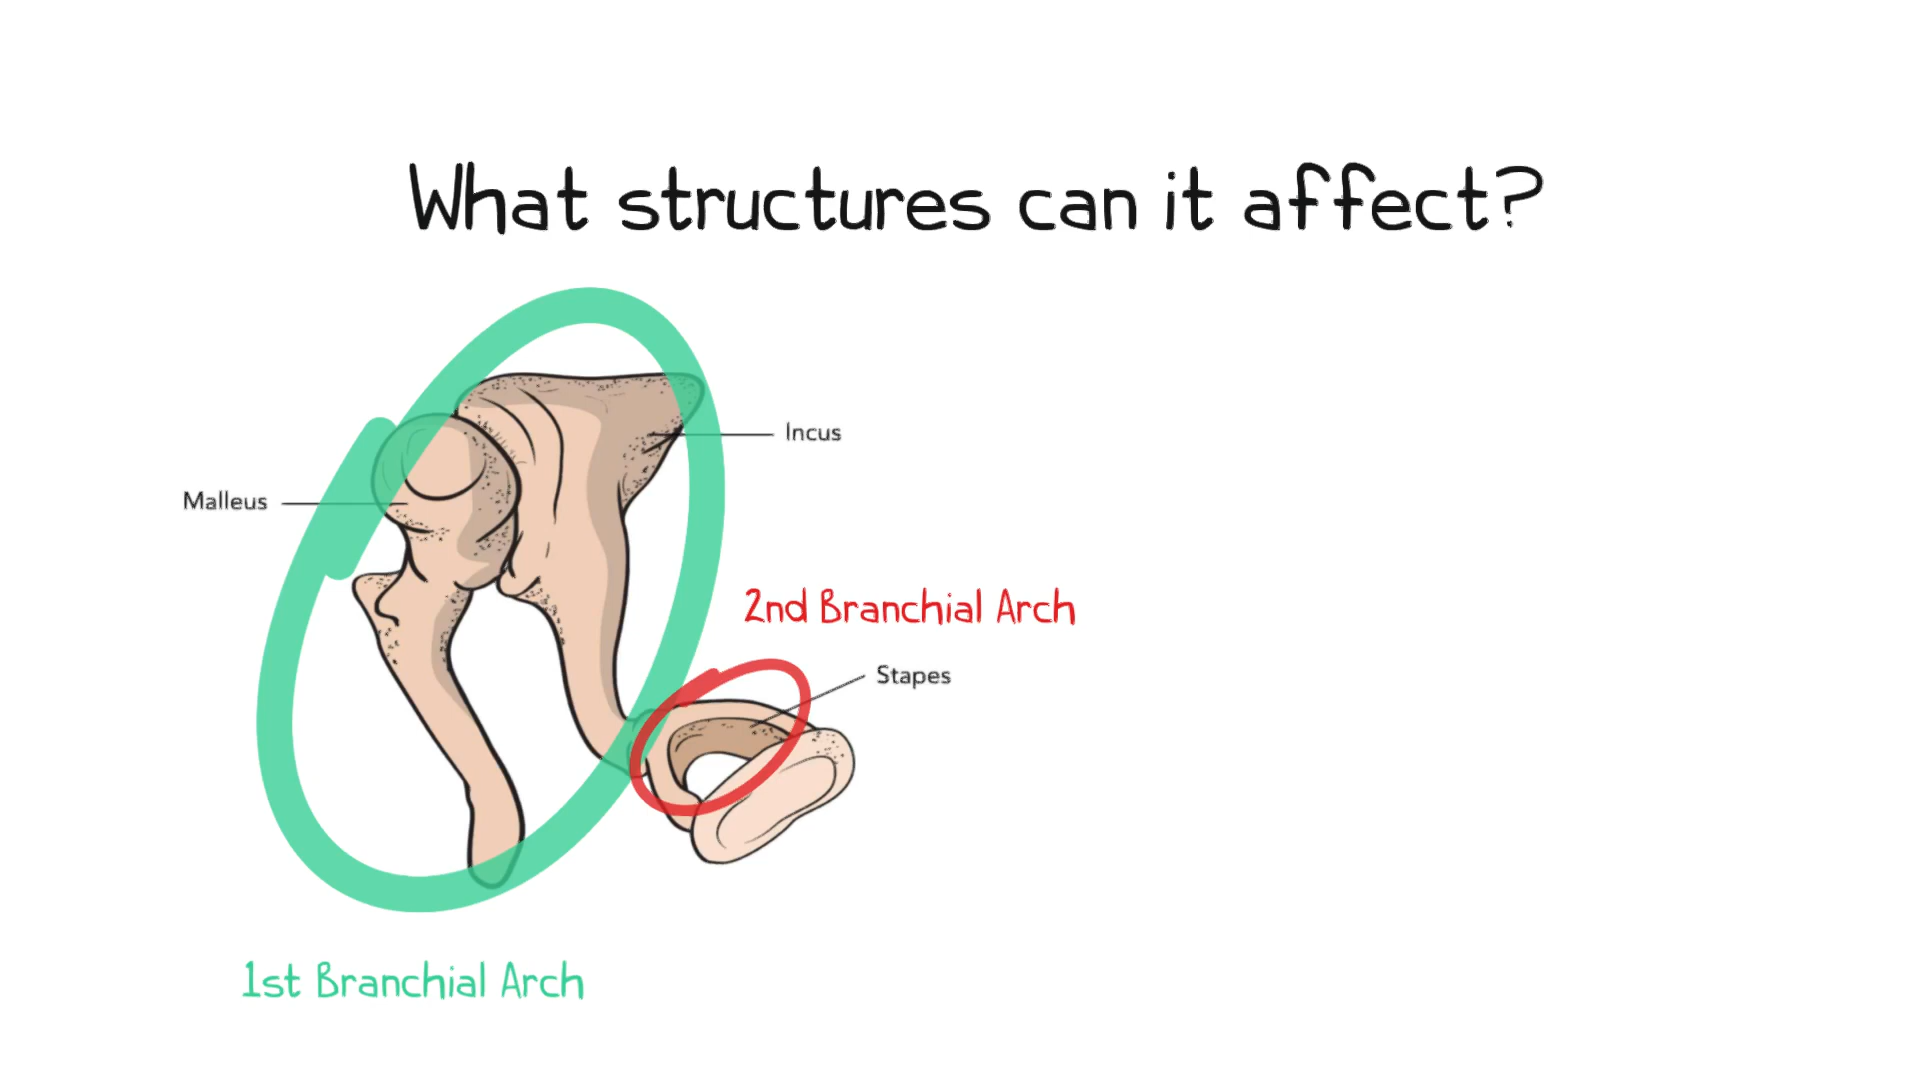 What structures can it affect?
Incus
Malleus
2nd Branchial Arch
Stapes
1st Branchial Arch